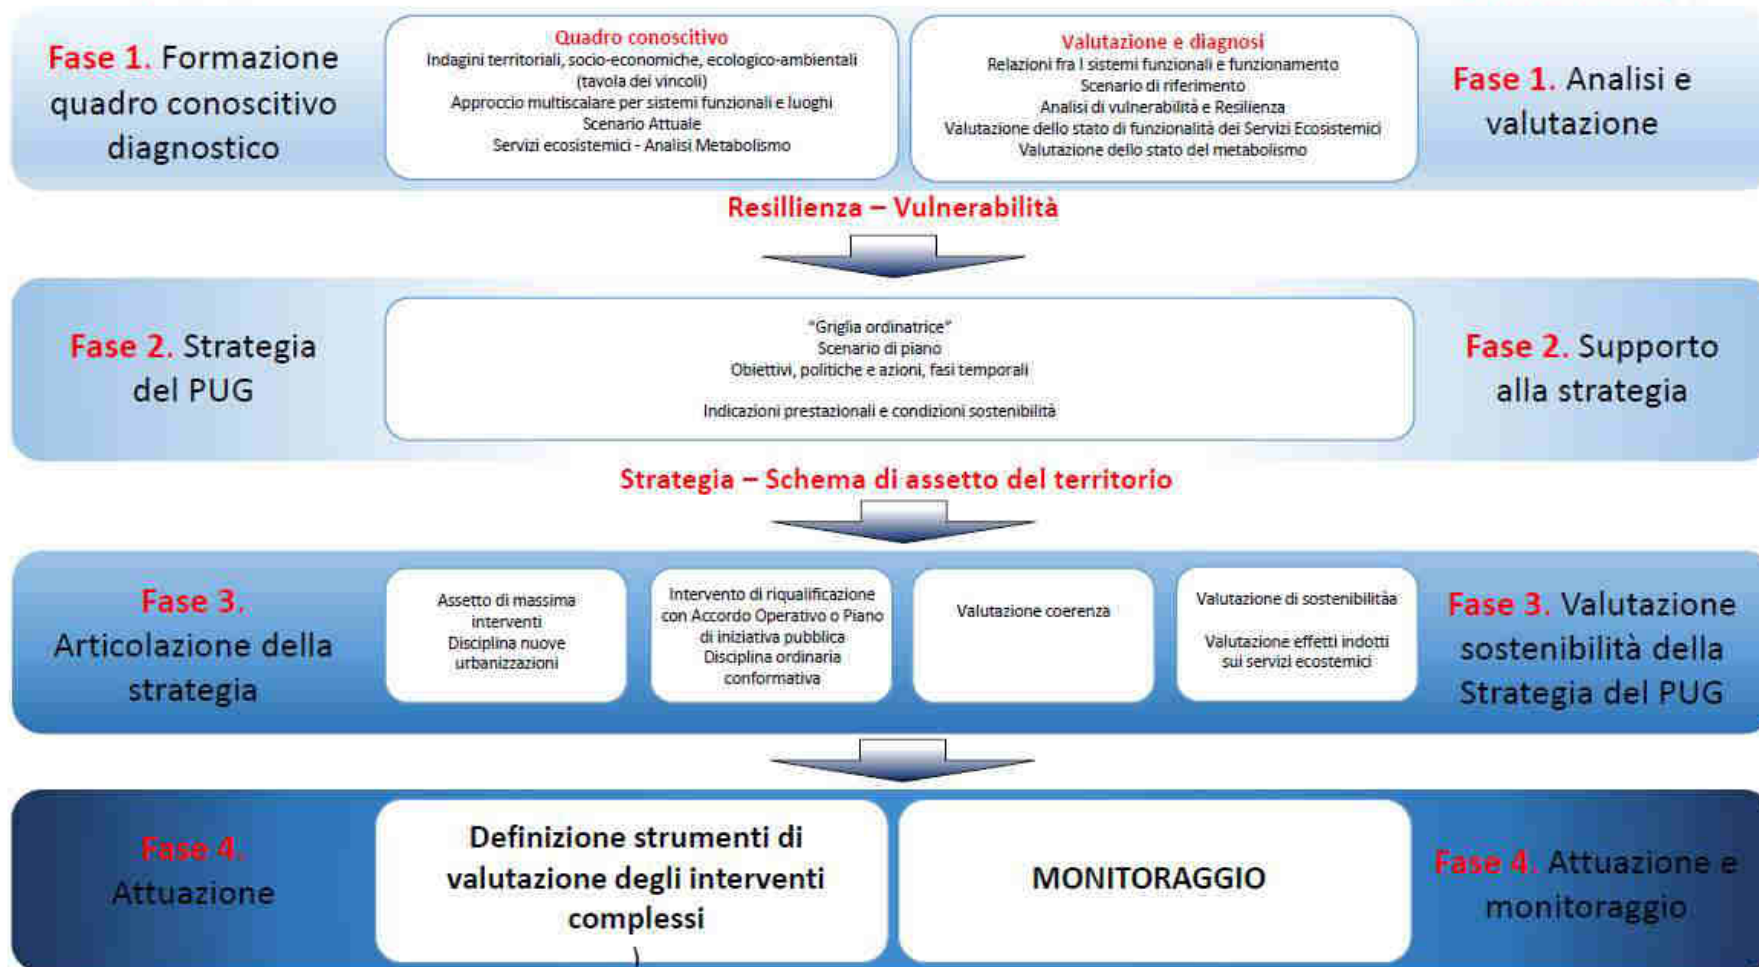 Fase 1. Formazione
quadro conoscitivo
diagnostico
Quadro conoscitivo
Indagini territoriali, socio-economiche, ecologico-ambientali
(tavola dei vincoli)
Approccio multiscalare per sistemi funzionali e luoghi
Scenario Attuale
Servizi ecosistemici - Analisi Metabolismo
Valutazione e diagnosi
Relazioni fra I sistemi funzionali e funzionamento
Scenario di riferimento
Analisi di vulnerabilità e Resilienza
Valutazione dello stato di funzionalità dei Servizi Ecosistemici
Valutazione dello stato del metabolismo
Fase 1. Analisi e
valutazione
Resillienza – Vulnerabilità
Fase 2. Strategia
del PUG
"Griglia ordinatrice"
Scenario di piano
Obiettivi, politiche e azioni, fasi temporali
Indicazioni prestazionali e condizioni sostenibilità
Fase 2. Supporto
alla strategia
Strategia – Schema di assetto del territorio
Fase 3.
Articolazione della
strategia
Assetto di massima
interventi
Disciplina nuove
urbanizzazioni
Intervento di riqualificazione
con Accordo Operativo o Piano
di iniziativa pubblica
Disciplina ordinaria
conformativa
Valutazione coerenza
Valutazione di sostenibilitàa
Valutazione effetti indotti
sui servizi ecostemici
Fase 3. Valutazione
sostenibilità della
Strategia del PUG
Fase 4.
Attuazione
Definizione strumenti di
valutazione degli interventi
complessi
)
MONITORAGGIO
Fase 4. Attuazione e
monitoraggio